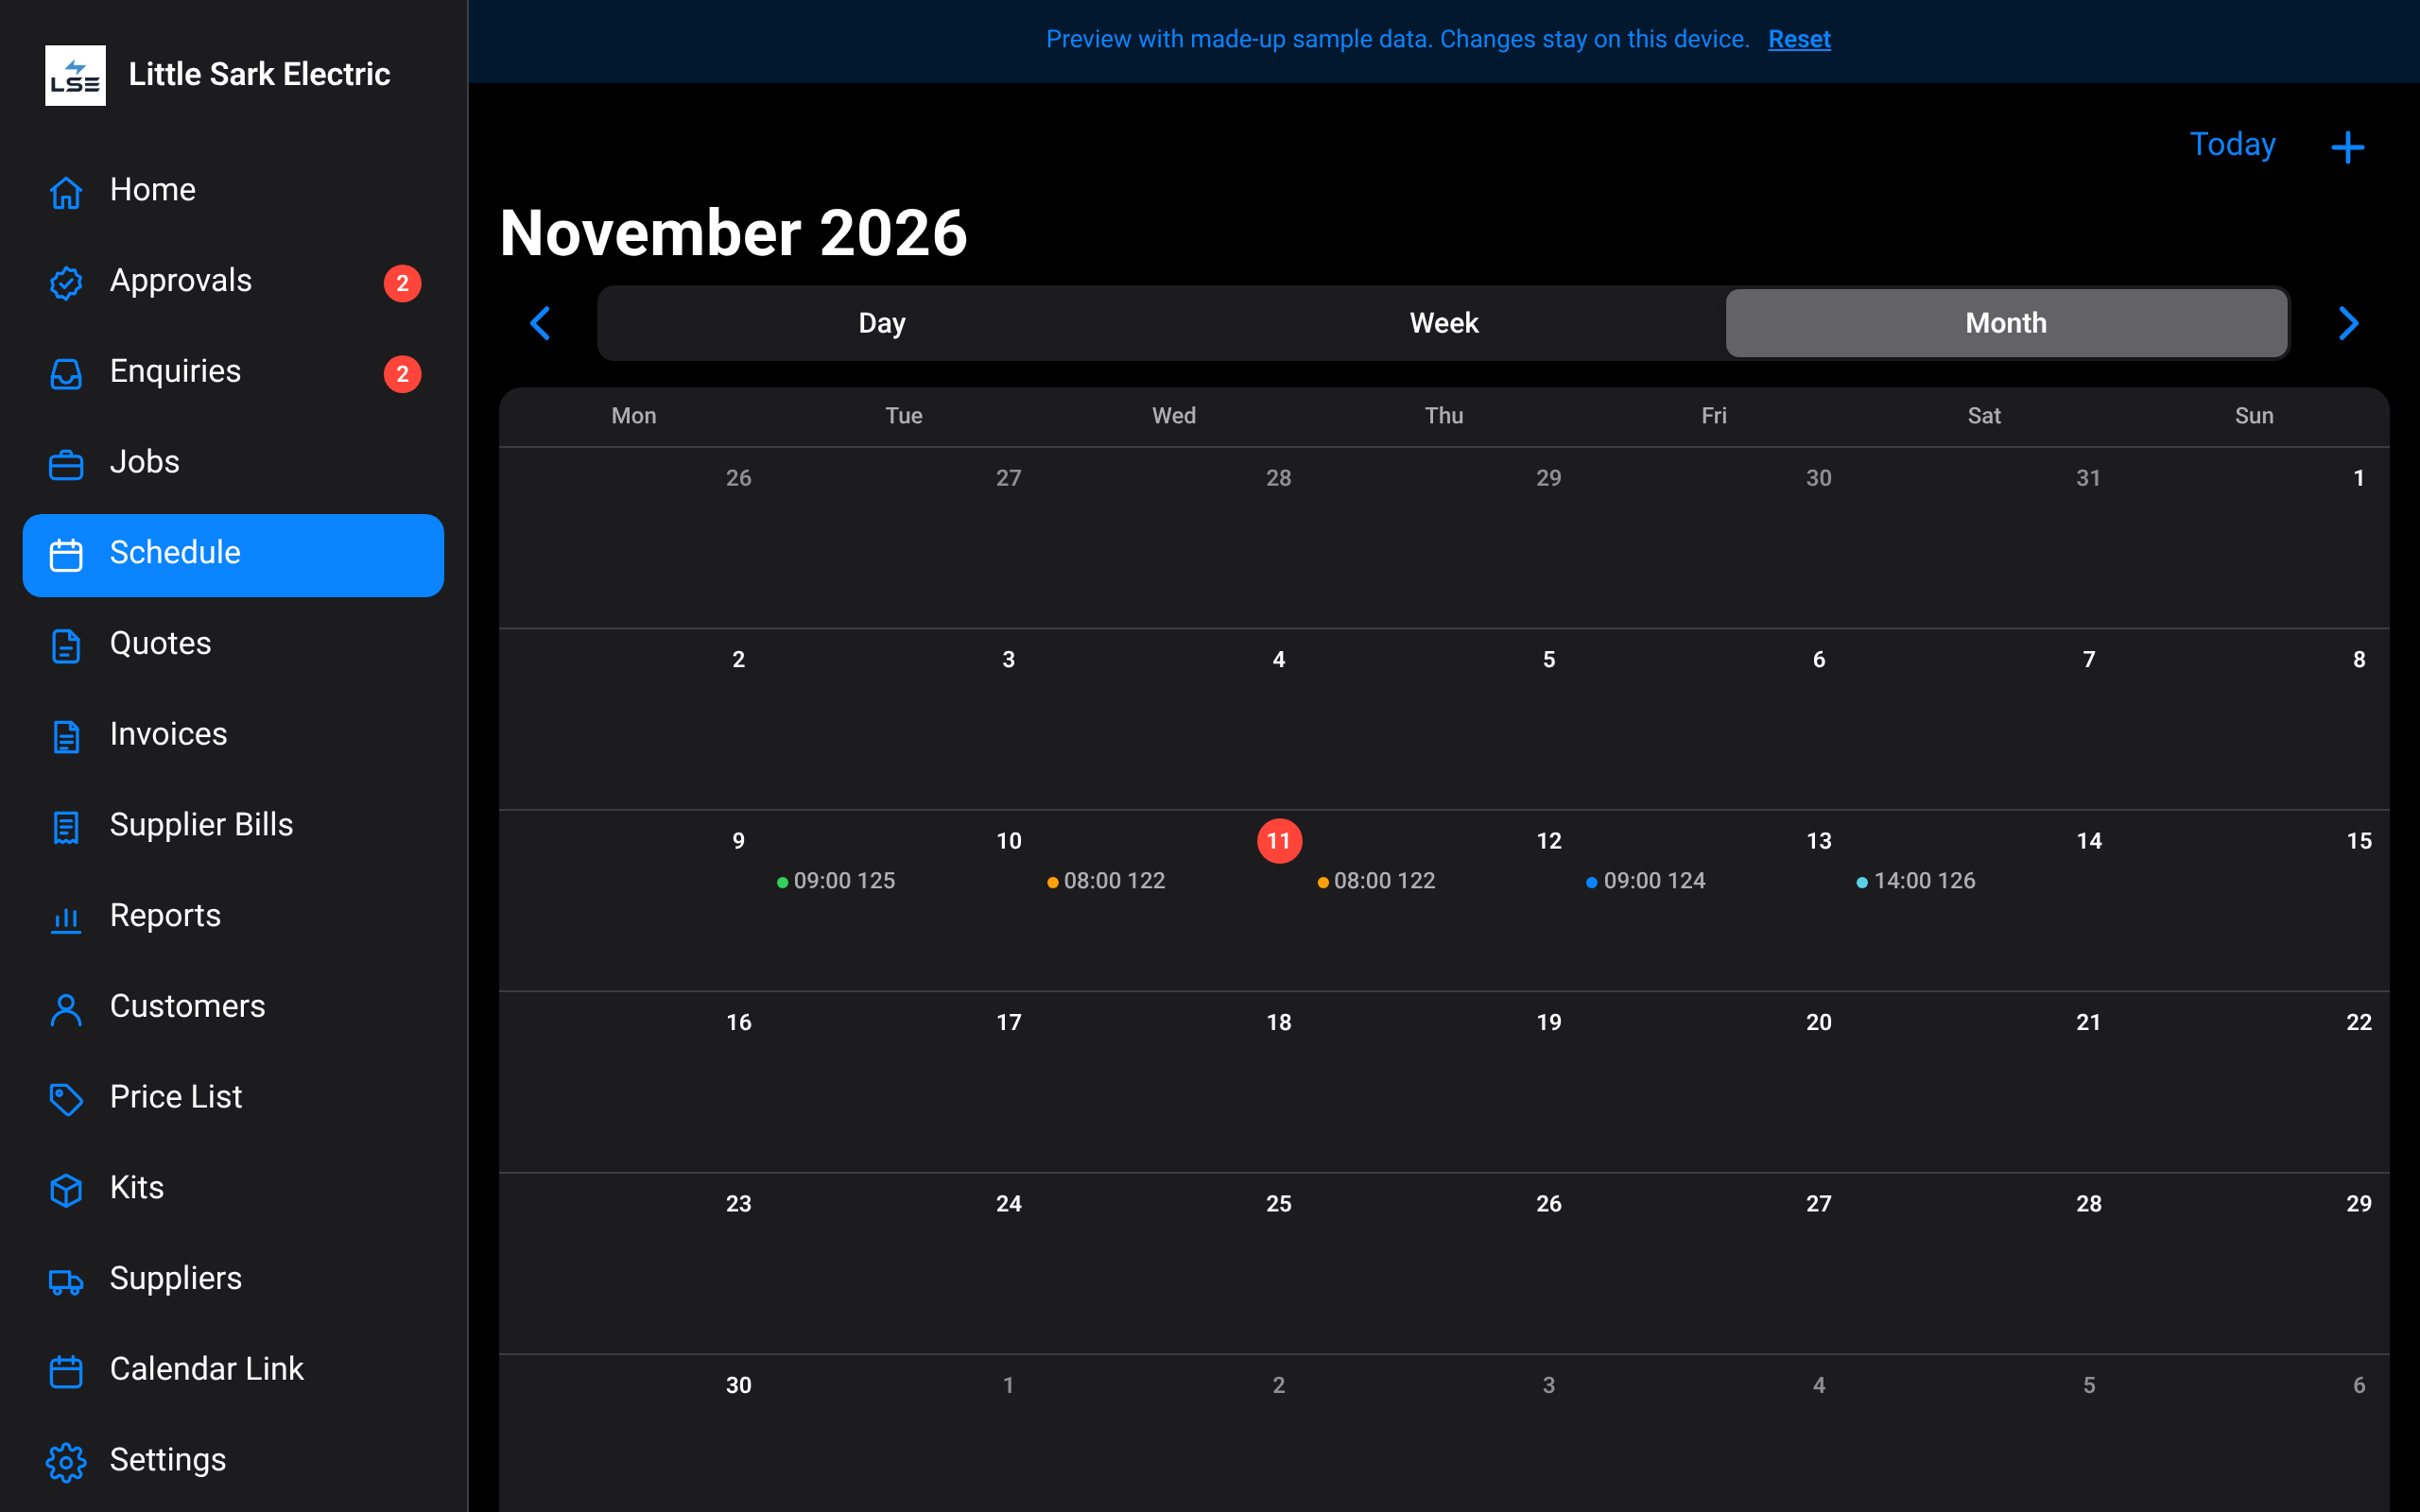 Preview with made-up sample data. Changes stay on this device. Reset
LSE
Little Sark Electric
Home
Approvals 2
Enquiries 2
Jobs
Schedule
Quotes
Invoices
Supplier Bills
Reports
Customers
Price List
Kits
Suppliers
Calendar Link
Settings
Today
November 2026
Day Week Month
Mon Tue Wed Thu Fri Sat Sun
26 27 28 29 30 31 1
2 3 4 5 6 7 8
9 10 11 12 13 14 15
09:00 125 08:00 122 08:00 122 09:00 124 14:00 126
16 17 18 19 20 21 22
23 24 25 26 27 28 29
30 1 2 3 4 5 6